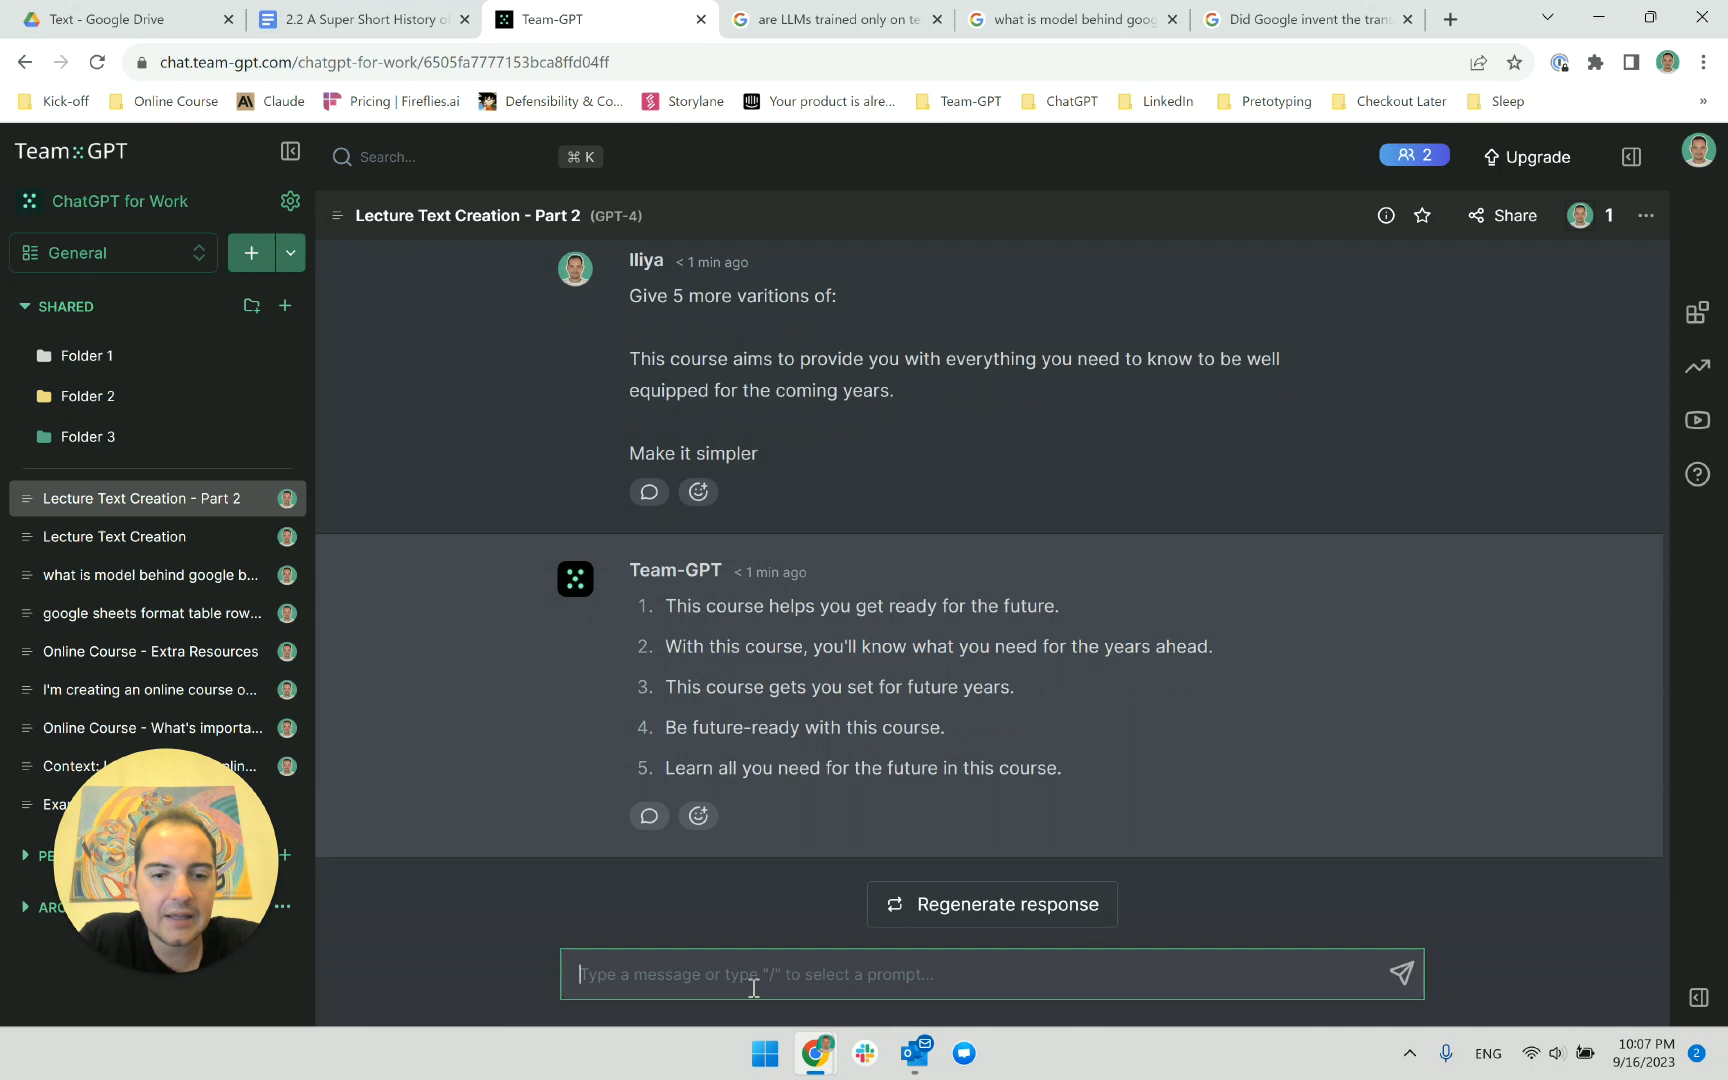 Text - Google Drive
2.2 A Super Short History of
Team-GPT
are LLMs trained only on te
what is model behind goog
Did Google invent the trans
chat.team-gpt.com/chatgpt-for-work/6505fa7777153bca8ffd04ff
Kick-off
Online Course
Claude
Pricing | Fireflies.ai
Defensibility & Co...
Storylane
Your product is alre...
Team-GPT
ChatGPT
LinkedIn
Pretotyping
Checkout Later
Sleep
»
Team GPT
Search...
⌘ K
2
Upgrade
ChatGPT for Work
Lecture Text Creation - Part 2 (GPT-4)
Share
1
General
SHARED
Folder 1
Folder 2
Folder 3
Lecture Text Creation - Part 2
Lecture Text Creation
what is model behind google b...
google sheets format table row...
Online Course - Extra Resources
I'm creating an online course o...
Online Course - What's importa...
Context:
lin...
Exa
PE
ARC
Iliya < 1 min ago
Give 5 more varitions of:
This course aims to provide you with everything you need to know to be well
equipped for the coming years.
Make it simpler
Team-GPT < 1 min ago
1. This course helps you get ready for the future.
2. With this course, you'll know what you need for the years ahead.
3. This course gets you set for future years.
4. Be future-ready with this course.
5. Learn all you need for the future in this course.
Regenerate response
Type a message or type "/" to select a prompt...
ENG
10:07 PM
9/16/2023
2